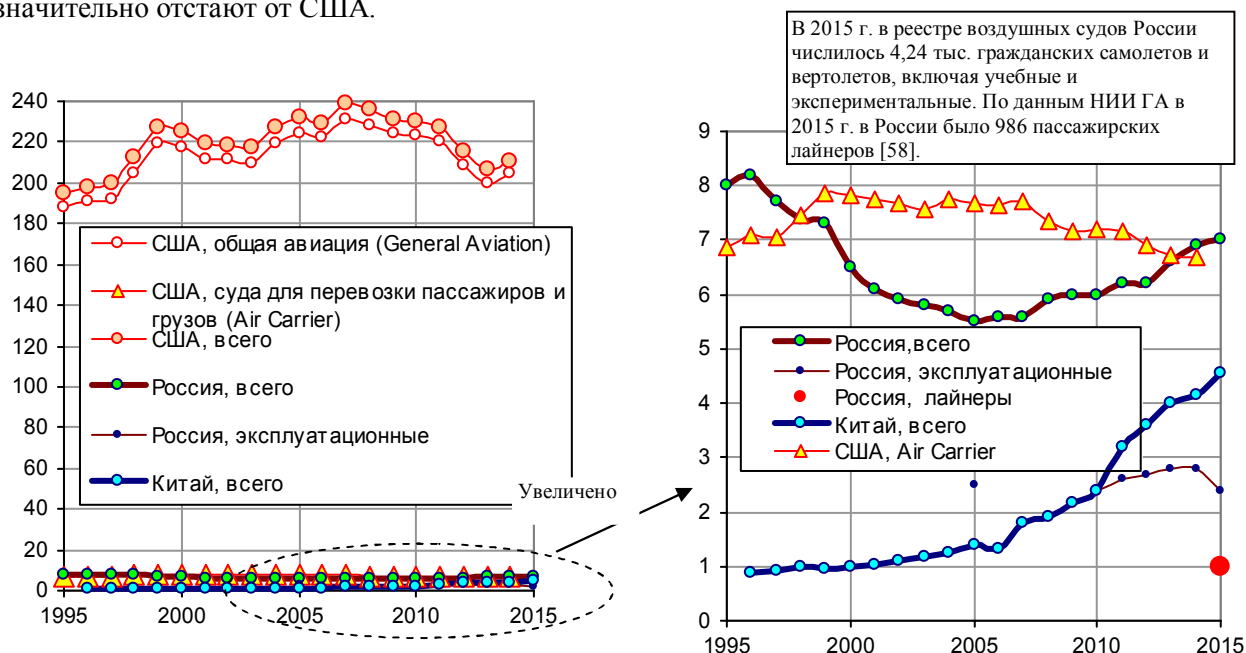 значительно отстают от США.
В 2015 г. в реестре воздушных судов России
числилось 4,24 тыс. гражданских самолетов и
вертолетов, включая учебные и
экспериментальные. По данным НИИ ГА в
2015 г. в России было 986 пассажирских
лайнеров [58].
240
220
200
180
160
140
120
100
80
60
40
20
0
1995
2000
2005
2010
2015
США, общая авиация (General Aviation)
США, суда для перевозки пассажиров и
грузов (Air Carrier)
США, всего
Россия, всего
Россия, эксплуатационные
Китай, всего
Увеличено
9
8
7
6
5
4
3
2
1
0
1995
2000
2005
2010
2015
Россия,всего
Россия, эксплуатационные
Россия, лайнеры
Китай, всего
США, Air Carrier